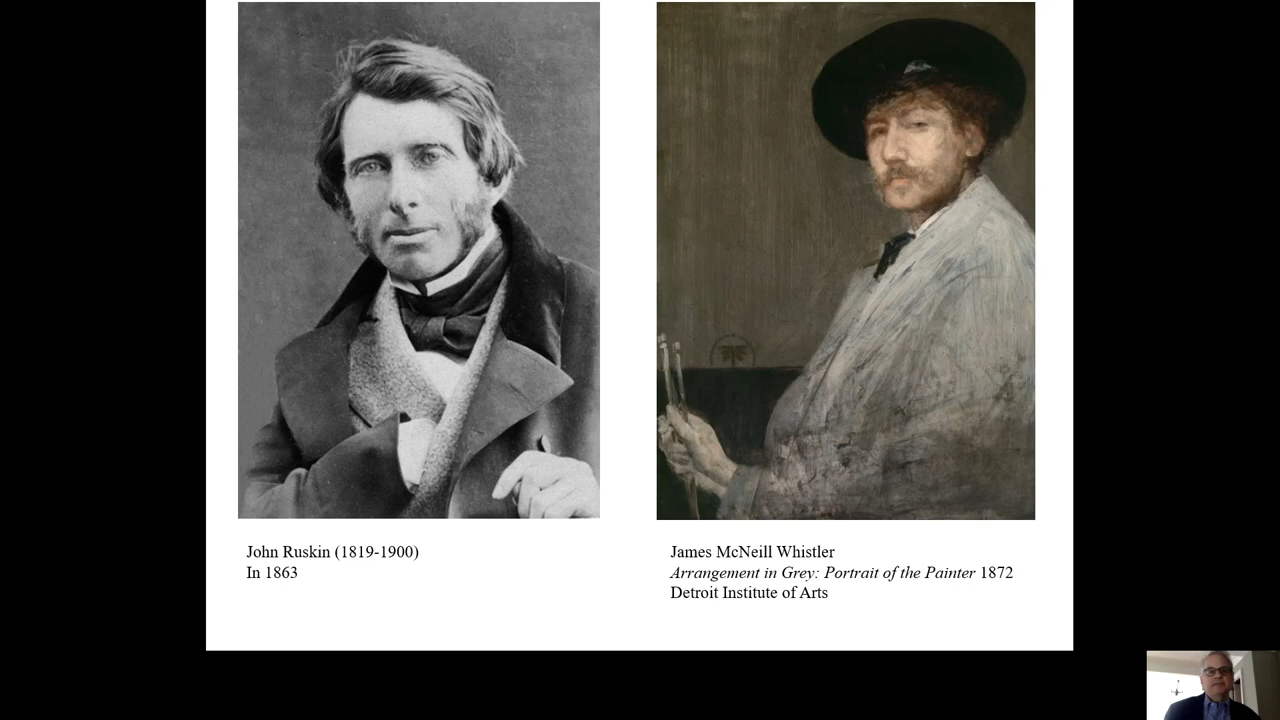 John Ruskin (1819-1900)
In 1863
James McNeill Whistler
Arrangement in Grey: Portrait of the Painter 1872
Detroit Institute of Arts